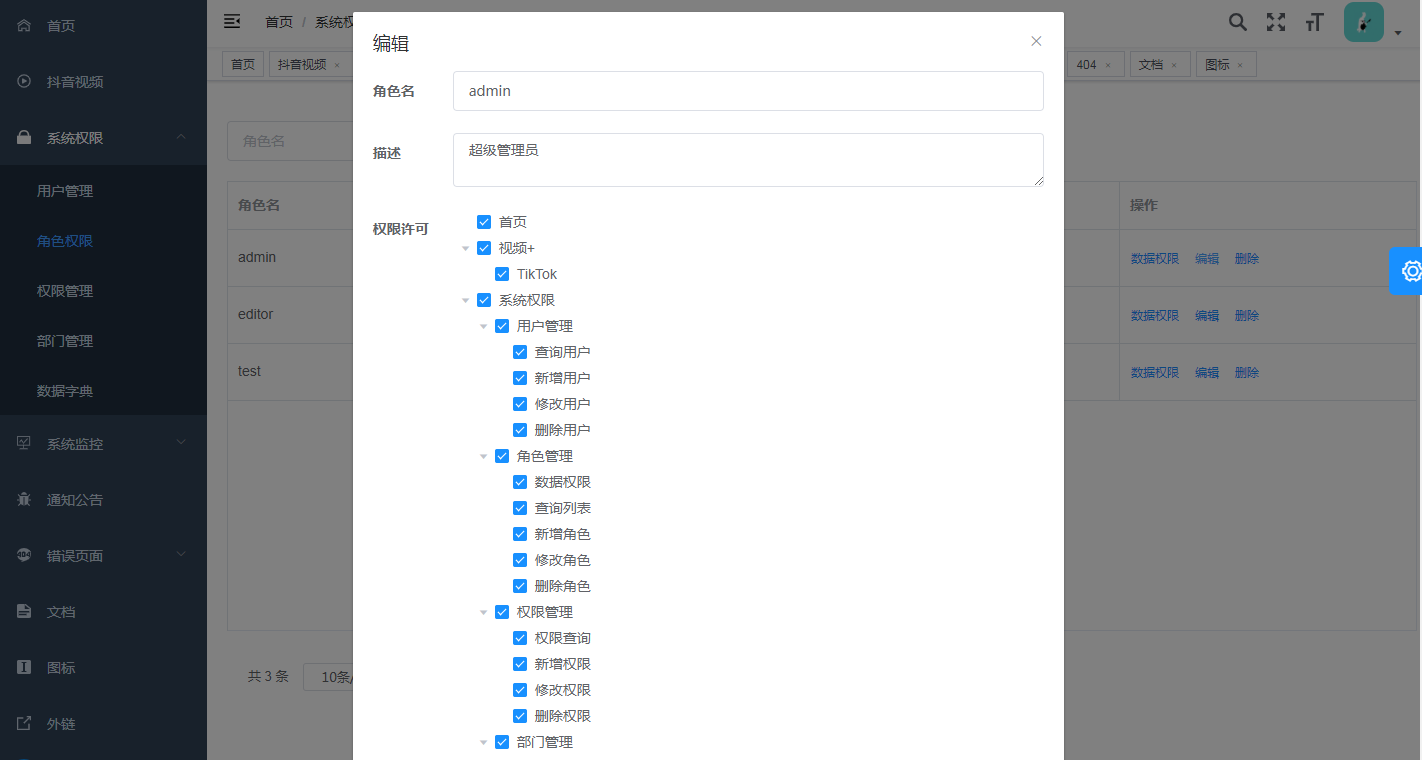 首页
抖音视频
系统权限
用户管理
角色权限
权限管理
部门管理
数据字典
系统监控
通知公告
错误页面
文档
图标
外链
首页 / 系统权
首页
抖音视频 ×
404 ×
文档 ×
图标 ×
角色名
角色名
操作
admin
数据权限 编辑 删除
editor
数据权限 编辑 删除
test
数据权限 编辑 删除
共 3 条
10条/
编辑
角色名
admin
描述
超级管理员
权限许可
首页
视频+
TikTok
系统权限
用户管理
查询用户
新增用户
修改用户
删除用户
角色管理
数据权限
查询列表
新增角色
修改角色
删除角色
权限管理
权限查询
新增权限
修改权限
删除权限
部门管理